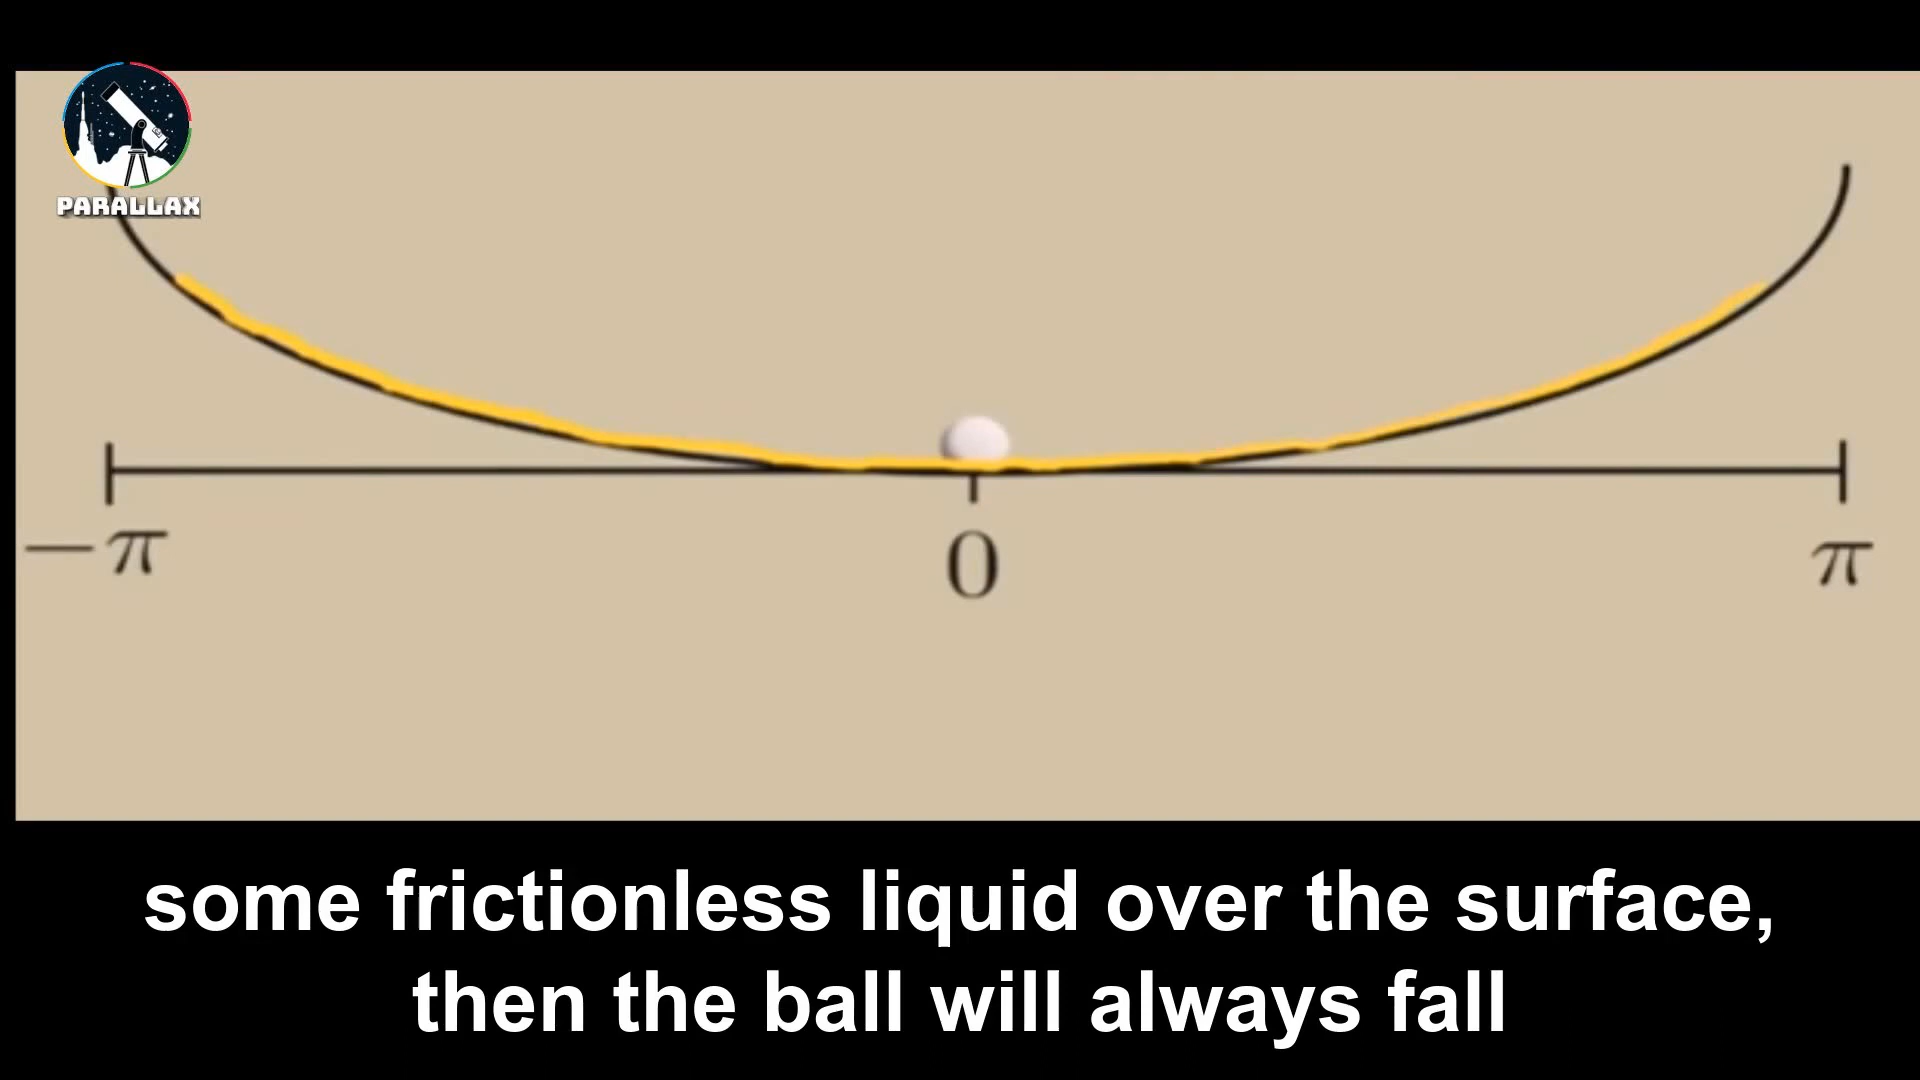 PARALLAX
−π
0
π
some frictionless liquid over the surface,
then the ball will always fall